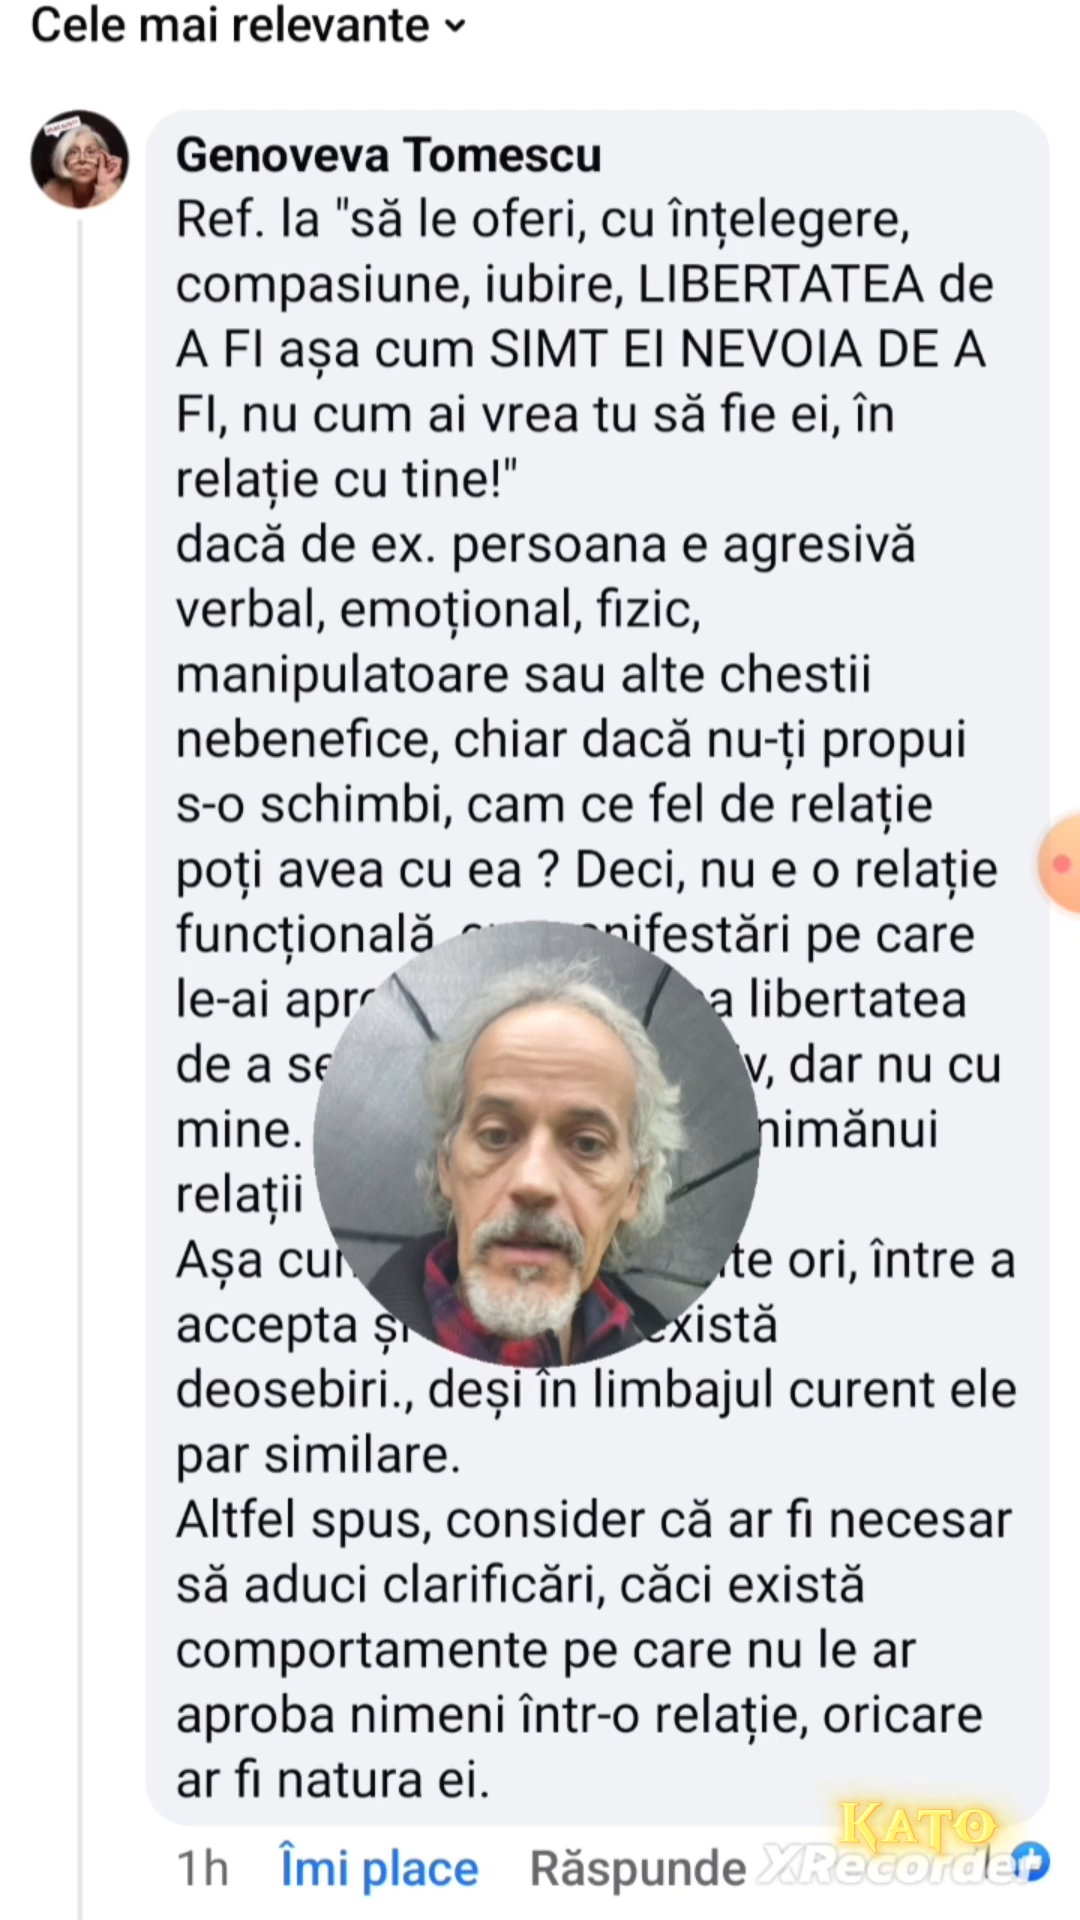 Cele mai relevante
Genoveva Tomescu
Ref. la "să le oferi, cu înțelegere,
compasiune, iubire, LIBERTATEA de
A FI așa cum SIMT EI NEVOIA DE A
FI, nu cum ai vrea tu să fie ei, în
relație cu tine!"
dacă de ex. persoana e agresivă
verbal, emoțional, fizic,
manipulatoare sau alte chestii
nebenefice, chiar dacă nu-ți propui
s-o schimbi, cam ce fel de relație
poți avea cu ea ? Deci, nu e o relație
funcțională pe care
le-ai libertatea
de a dar nu cu
mine. nimănui
relații
Așa ori, între a
accepta există
deosebiri., deși în limbajul curent ele
par similare.
Altfel spus, consider că ar fi necesar
să aduci clarificări, căci există
comportamente pe care nu le ar
aproba nimeni într-o relație, oricare
ar fi natura ei.
KATO
1h Îmi place Răspunde XRecorder